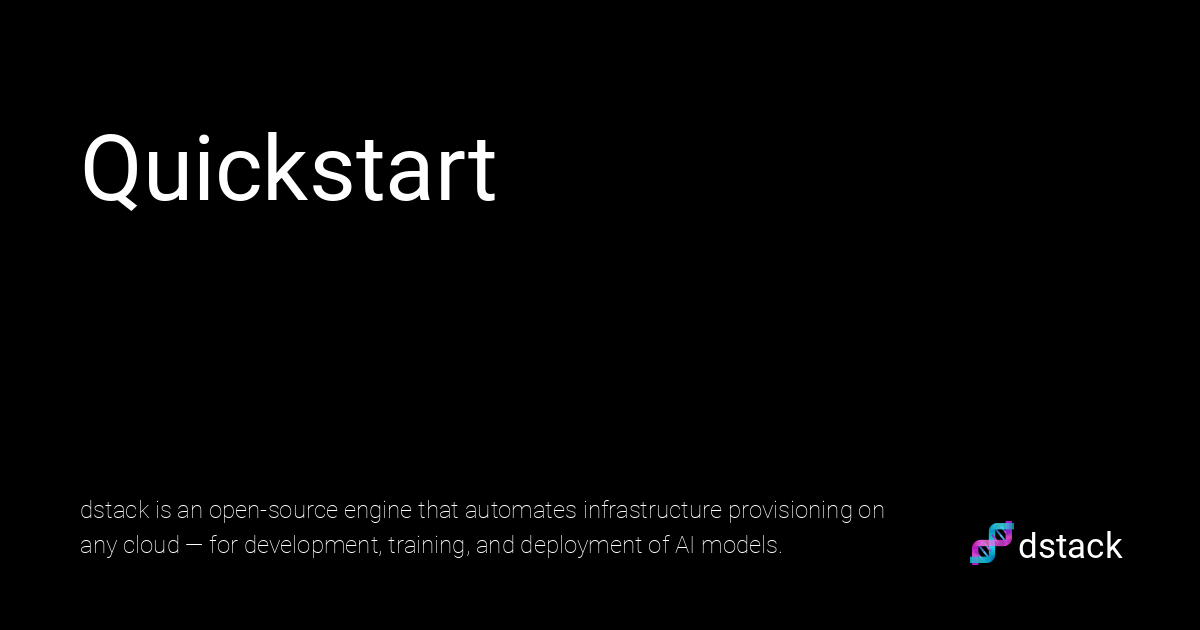 Quickstart
dstack is an open-source engine that automates infrastructure provisioning on
any cloud — for development, training, and deployment of AI models.
dstack